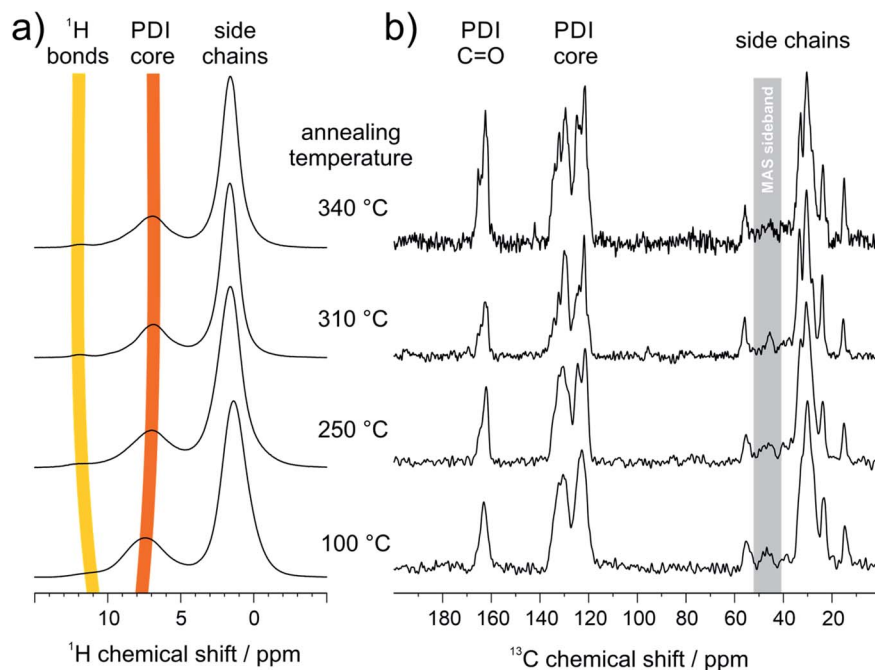 a)
¹H
bonds
PDI
core
side
chains
annealing
temperature
340 °C
310 °C
250 °C
100 °C
10
5
0
¹H chemical shift / ppm
b)
PDI
C=O
PDI
core
side chains
MAS sideband
180
160
140
120
100
80
60
40
20
0
¹³C chemical shift / ppm